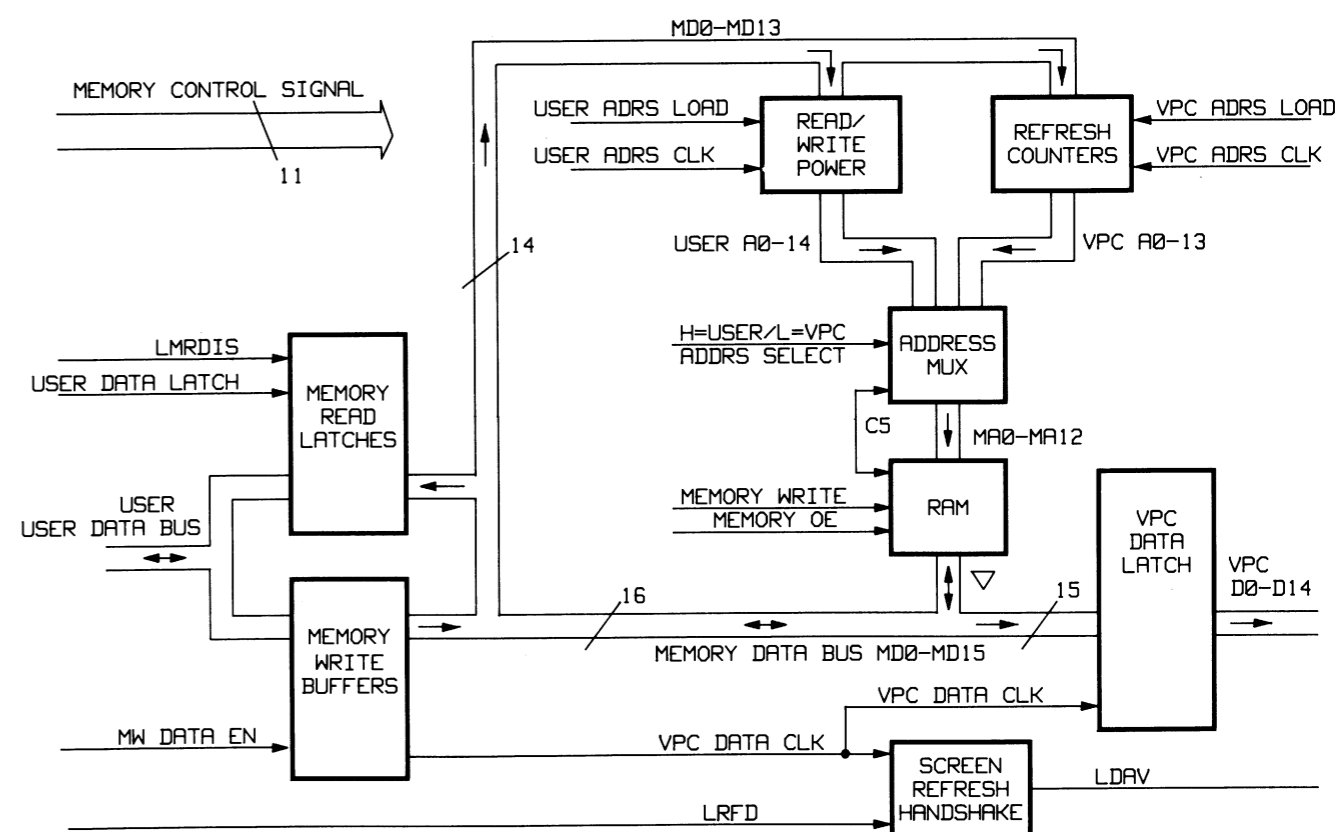 MD0-MD13
MEMORY CONTROL SIGNAL
11
USER ADRS LOAD
USER ADRS CLK
READ/
WRITE
POWER
REFRESH
COUNTERS
VPC ADRS LOAD
VPC ADRS CLK
14
USER A0-14
VPC A0-13
H=USER/L=VPC
ADDRS SELECT
ADDRESS
MUX
LMRDIS
USER DATA LATCH
MEMORY
READ
LATCHES
C5
MA0-MA12
USER
USER DATA BUS
MEMORY WRITE
MEMORY OE
RAM
VPC
DATA
LATCH
VPC
D0-D14
16
15
MEMORY
WRITE
BUFFERS
MEMORY DATA BUS MD0-MD15
VPC DATA CLK
MW DATA EN
VPC DATA CLK
SCREEN
REFRESH
HANDSHAKE
LDAV
LRFD